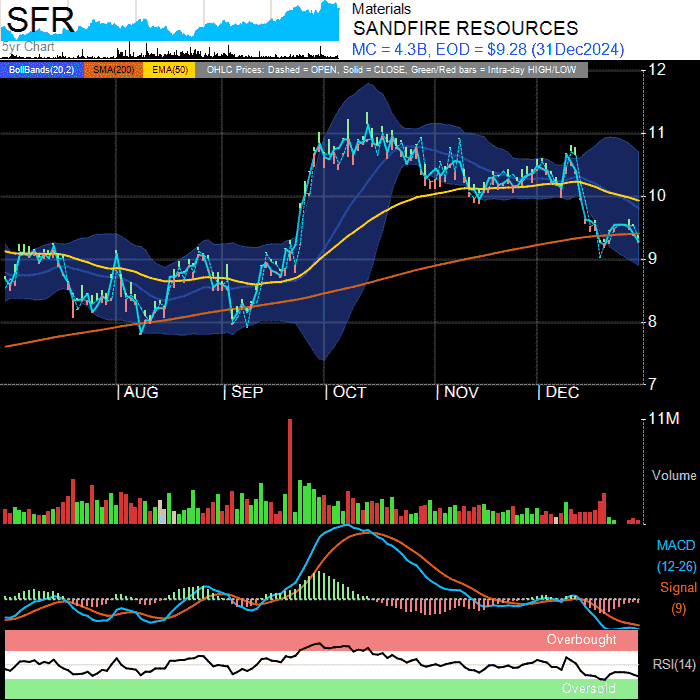 SFR
5yr Chart
Materials
SANDFIRE RESOURCES
MC = 4.3B, EOD = $9.28 (31Dec2024)
BollBands(20,2) SMA(200) EMA(50) OHLC Prices: Dashed = OPEN, Solid = CLOSE, Green/Red bars = Intra-day HIGH/LOW
12
11
10
9
8
7
| AUG | SEP | OCT | NOV | DEC
11M
Volume
MACD
(12-26)
Signal
(9)
Overbought
RSI(14)
Oversold